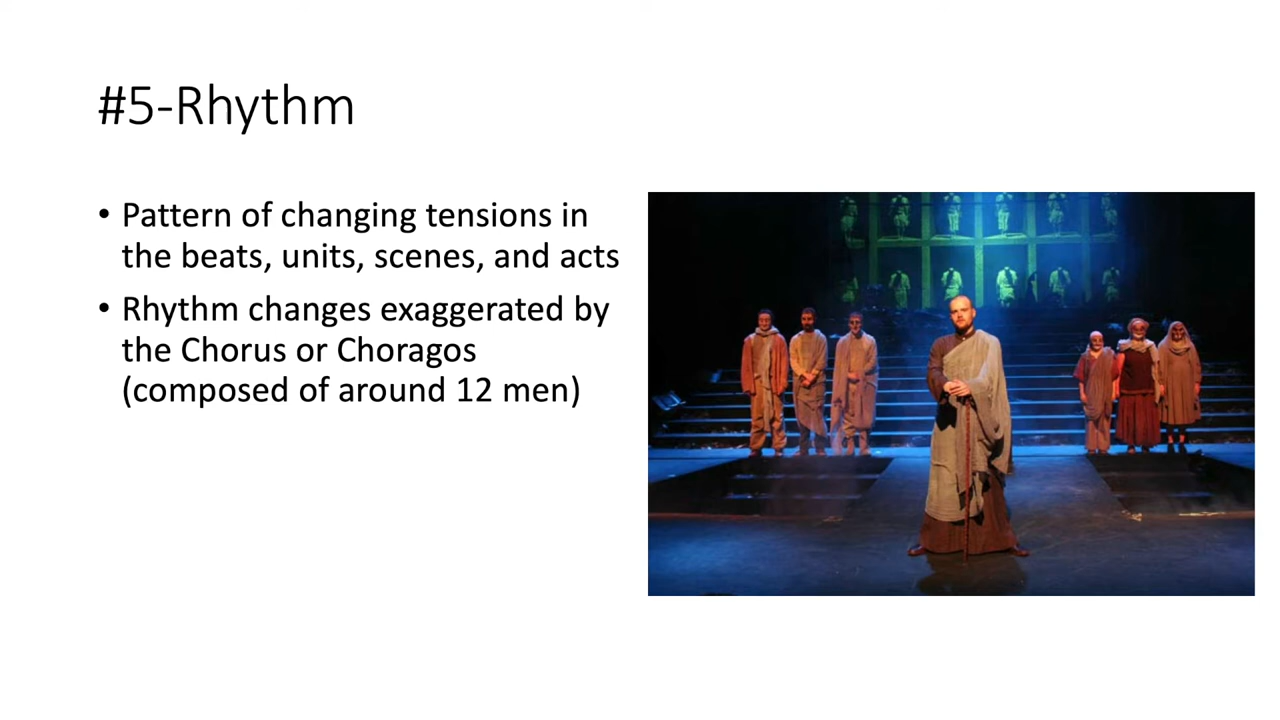 #5-Rhythm
• Pattern of changing tensions in
the beats, units, scenes, and acts
• Rhythm changes exaggerated by
the Chorus or Choragos
(composed of around 12 men)